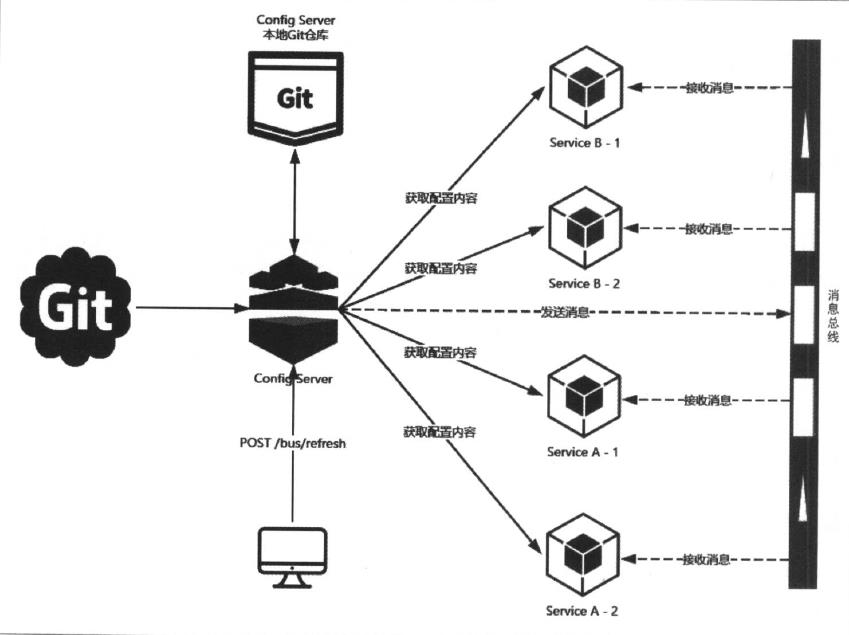 Config Server
本地Git仓库
Git
Service B - 1
接收消息
获取配置内容
Service B - 2
接收消息
获取配置内容
Git
发送消息
消息总线
Config Server
获取配置内容
Service A - 1
接收消息
获取配置内容
POST /bus/refresh
Service A - 2
接收消息